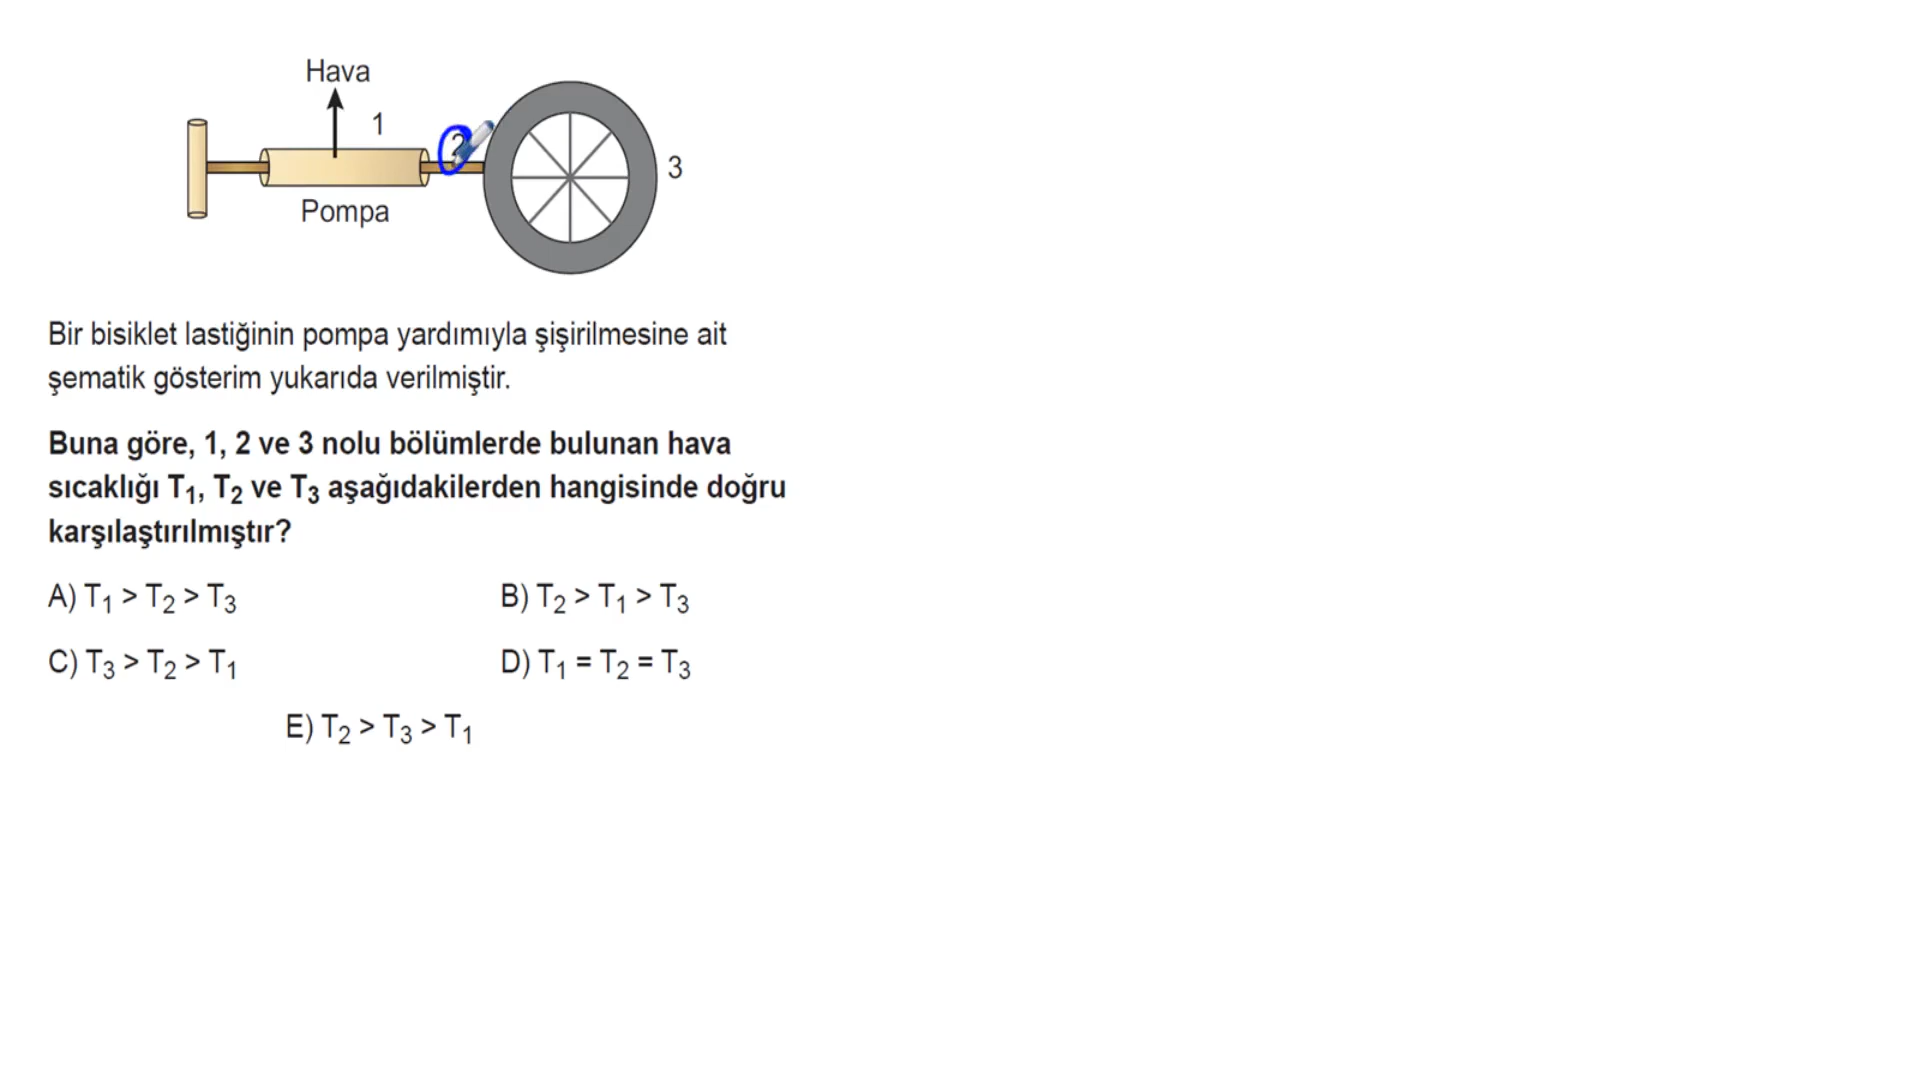 Hava
1
2
3
Pompa
Bir bisiklet lastiğinin pompa yardımıyla şişirilmesine ait
şematik gösterim yukarıda verilmiştir.
Buna göre, 1, 2 ve 3 nolu bölümlerde bulunan hava
sıcaklığı T₁, T₂ ve T₃ aşağıdakilerden hangisinde doğru
karşılaştırılmıştır?
A) T₁ > T₂ > T₃
B) T₂ > T₁ > T₃
C) T₃ > T₂ > T₁
D) T₁ = T₂ = T₃
E) T₂ > T₃ > T₁